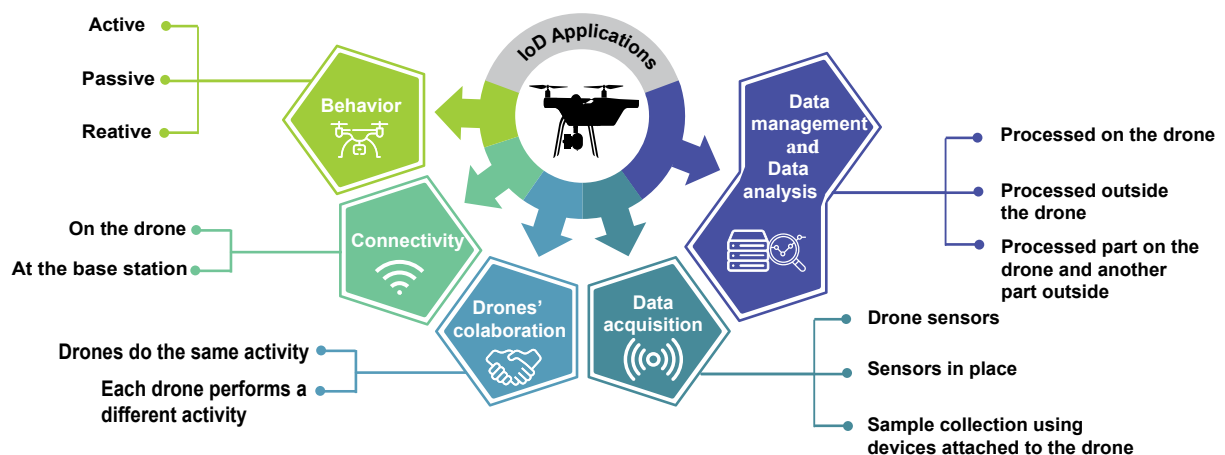 IoD Applications
Active
Passive
Reative
Behavior
On the drone
At the base station
Connectivity
Drones do the same activity
Each drone performs a
different activity
Drones'
colaboration
Data
acquisition
Drone sensors
Sensors in place
Sample collection using
devices attached to the drone
Data
management
and
Data
analysis
Processed on the drone
Processed outside
the drone
Processed part on the
drone and another
part outside